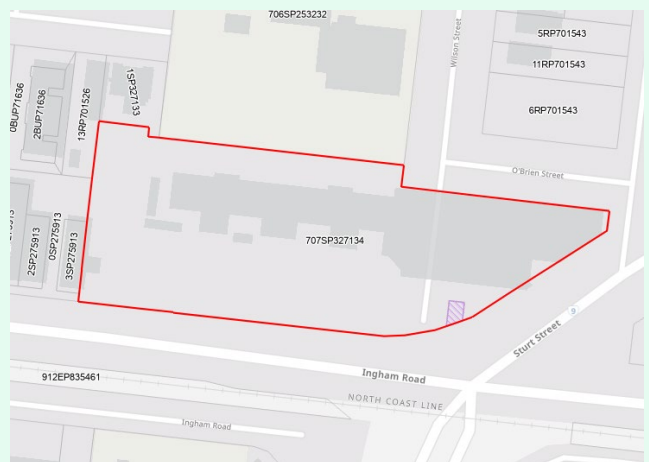 706SP253232
Wilson Street
5RP701543
11RP701543
6RP701543
0BUP71636
2BUP71636
13RP701526
1SP327133
O'Brien Street
2SP275913
0SP275913
3SP275913
707SP327134
9
Sturt Street
Ingham Road
912EP835461
NORTH COAST LINE
Ingham Road